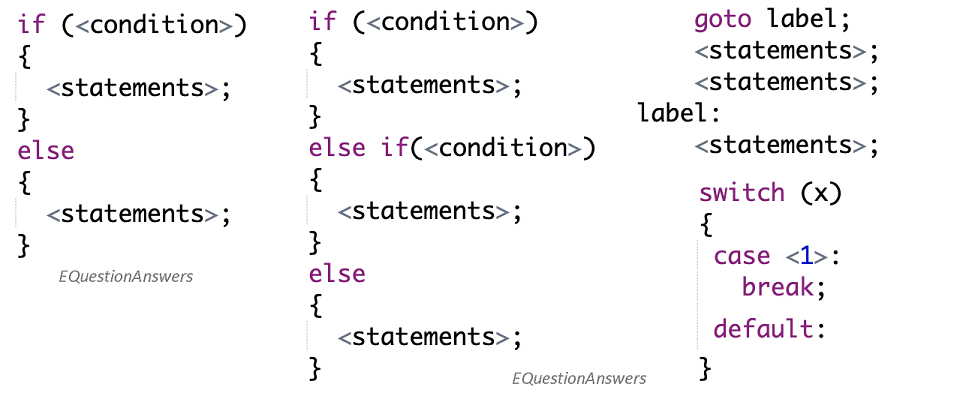 if (<condition>)
{
  <statements>;
}
else
{
  <statements>;
}
EQuestionAnswers
if (<condition>)
{
  <statements>;
}
else if(<condition>)
{
  <statements>;
}
else
{
  <statements>;
}
EQuestionAnswers
goto label;
<statements>;
<statements>;
label:
<statements>;
switch (x)
{
case <1>:
break;
default:
}